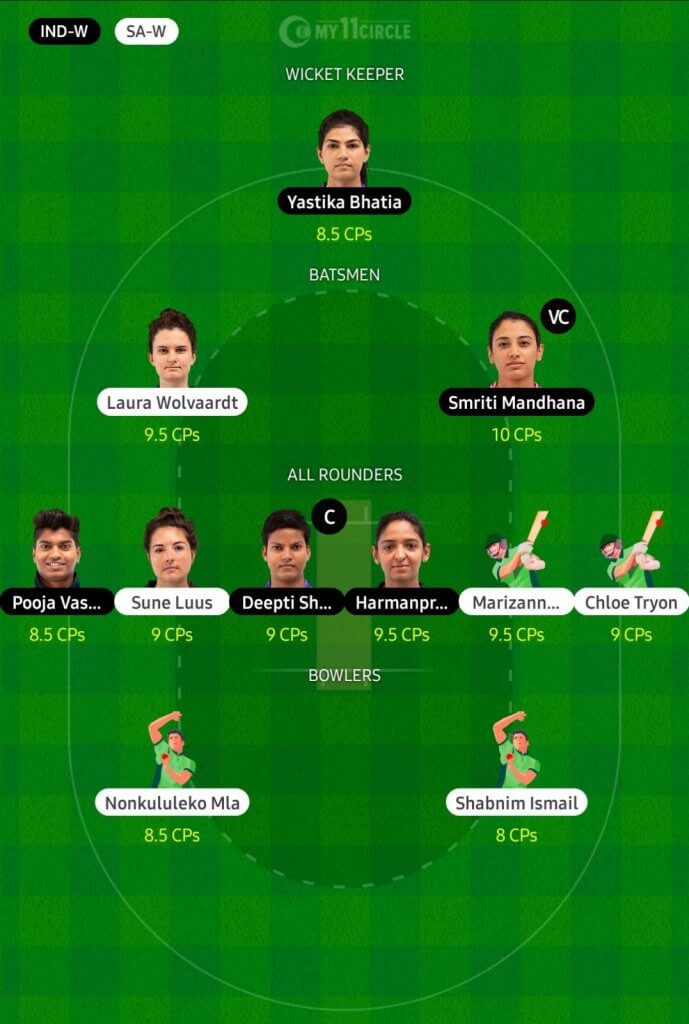 IND-W SA-W MY11CIRCLE
WICKET KEEPER
Yastika Bhatia
8.5 CPs
BATSMEN
VC
Laura Wolvaardt Smriti Mandhana
9.5 CPs 10 CPs
ALL ROUNDERS
C
Pooja Vas... Sune Luus Deepti Sh... Harmanpr... Marizann... Chloe Tryon
8.5 CPs 9 CPs 9 CPs 9.5 CPs 9.5 CPs 9 CPs
BOWLERS
Nonkululeko Mla Shabnim Ismail
8.5 CPs 8 CPs